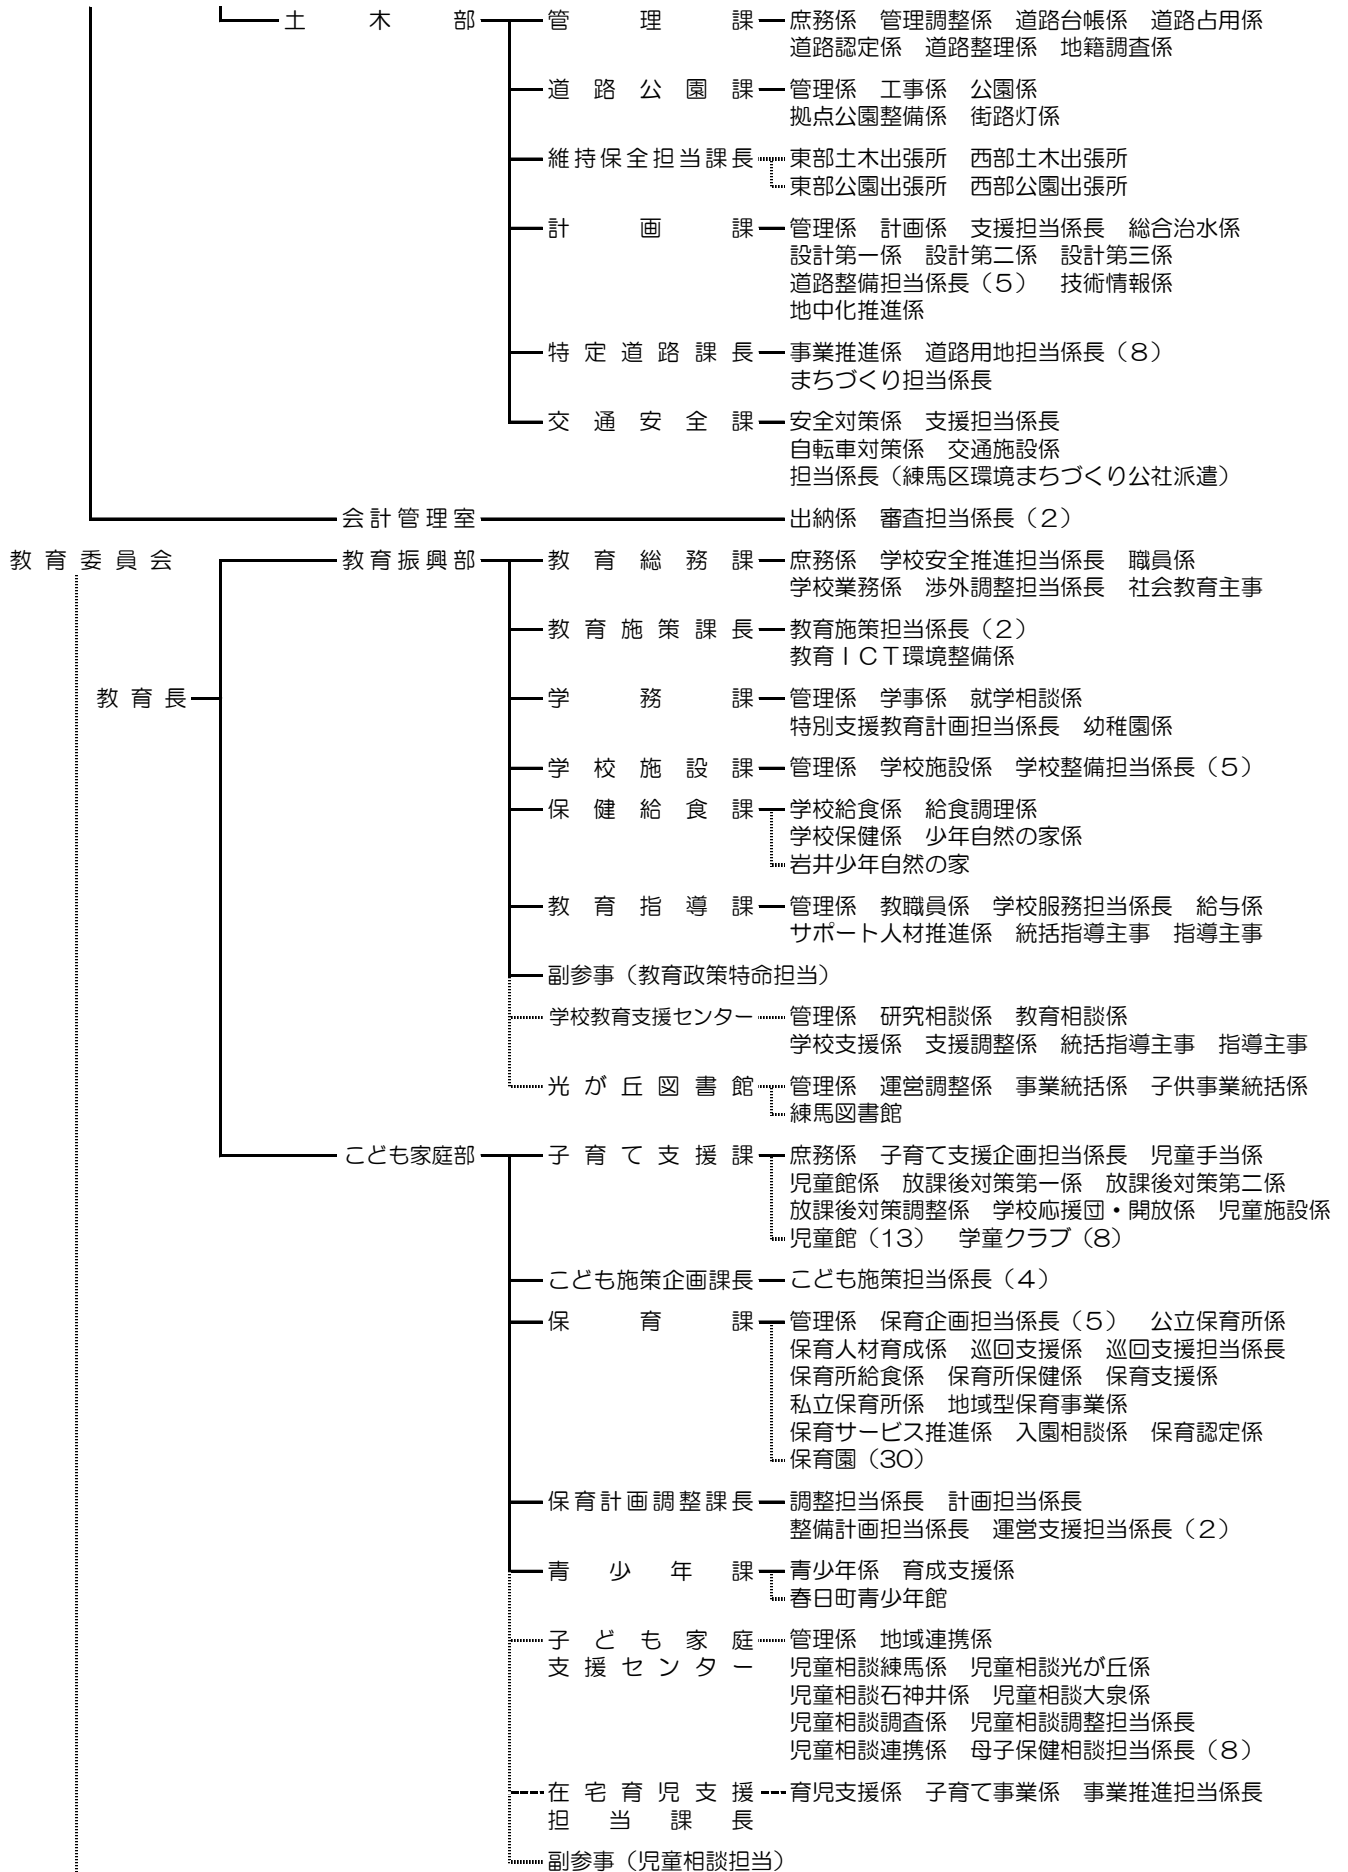 土木部 管理課 庶務係 管理調整係 道路台帳係 道路占用係
道路認定係 道路整理係 地籍調査係
道路公園課 管理係 工事係 公園係
拠点公園整備係 街路灯係
維持保全担当課長 東部土木出張所 西部土木出張所
東部公園出張所 西部公園出張所
計画課 管理係 計画係 支援担当係長 総合治水係
設計第一係 設計第二係 設計第三係
道路整備担当係長（5） 技術情報係
地中化推進係
特定道路課長 事業推進係 道路用地担当係長（8）
まちづくり担当係長
交通安全課 安全対策係 支援担当係長
自転車対策係 交通施設係
担当係長（練馬区環境まちづくり公社派遣）
会計管理室 出納係 審査担当係長（2）
教育委員会 教育振興部 教育総務課 庶務係 学校安全推進担当係長 職員係
学校業務係 渉外調整担当係長 社会教育主事
教育施策課長 教育施策担当係長（2）
教育ＩＣＴ環境整備係
教育長 学務課 管理係 学事係 就学相談係
特別支援教育計画担当係長 幼稚園係
学校施設課 管理係 学校施設係 学校整備担当係長（5）
保健給食課 学校給食係 給食調理係
学校保健係 少年自然の家係
岩井少年自然の家
教育指導課 管理係 教職員係 学校服務担当係長 給与係
サポート人材推進係 統括指導主事 指導主事
副参事（教育政策特命担当）
学校教育支援センター 管理係 研究相談係 教育相談係
学校支援係 支援調整係 統括指導主事 指導主事
光が丘図書館 管理係 運営調整係 事業統括係 子供事業統括係
練馬図書館
こども家庭部 子育て支援課 庶務係 子育て支援企画担当係長 児童手当係
児童館係 放課後対策第一係 放課後対策第二係
放課後対策調整係 学校応援団・開放係 児童施設係
児童館（13） 学童クラブ（8）
こども施策企画課長 こども施策担当係長（4）
保育課 管理係 保育企画担当係長（5） 公立保育所係
保育人材育成係 巡回支援係 巡回支援担当係長
保育所給食係 保育所保健係 保育支援係
私立保育所係 地域型保育事業係
保育サービス推進係 入園相談係 保育認定係
保育園（30）
保育計画調整課長 調整担当係長 計画担当係長
整備計画担当係長 運営支援担当係長（2）
青少年課 青少年係 育成支援係
春日町青少年館
子ども家庭 管理係 地域連携係
支援センター 児童相談練馬係 児童相談光が丘係
児童相談石神井係 児童相談大泉係
児童相談調査係 児童相談調整担当係長
児童相談連携係 母子保健相談担当係長（8）
在宅育児支援 育児支援係 子育て事業係 事業推進担当係長
担当課長
副参事（児童相談担当）